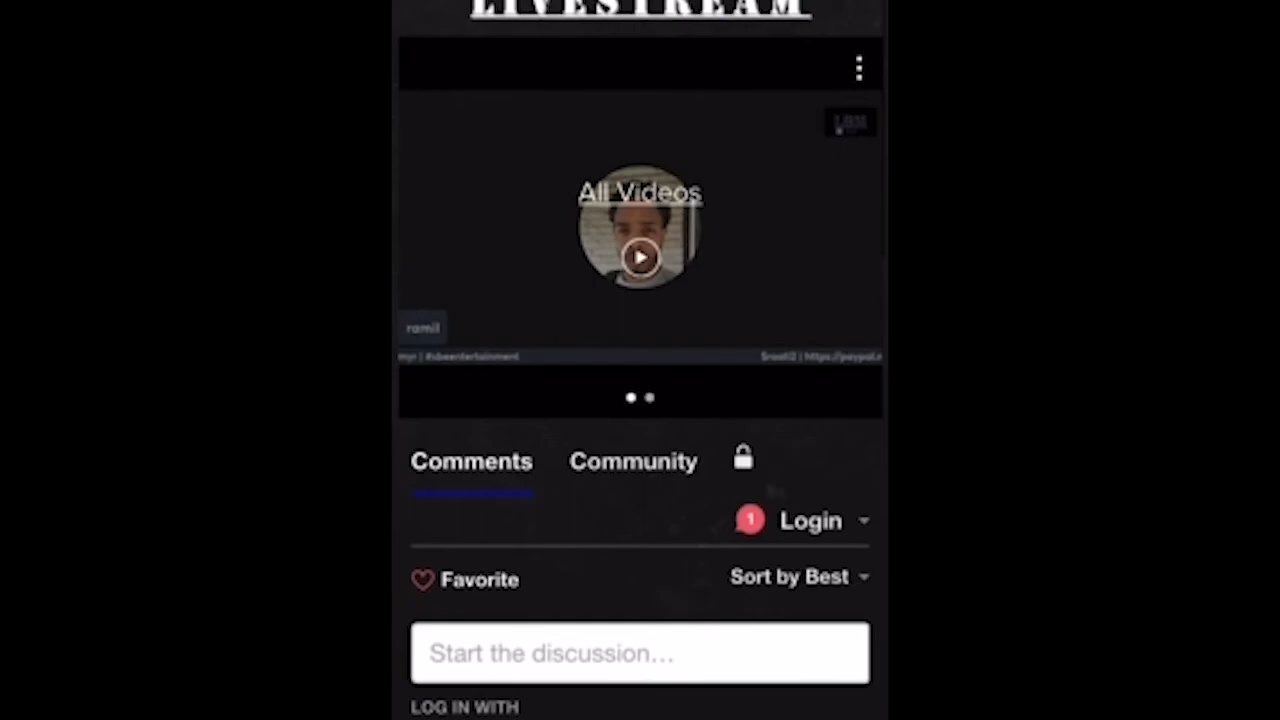 LIVESTREAM
All Videos
ramil
Comments Community
1 Login
Favorite Sort by Best
Start the discussion...
LOG IN WITH